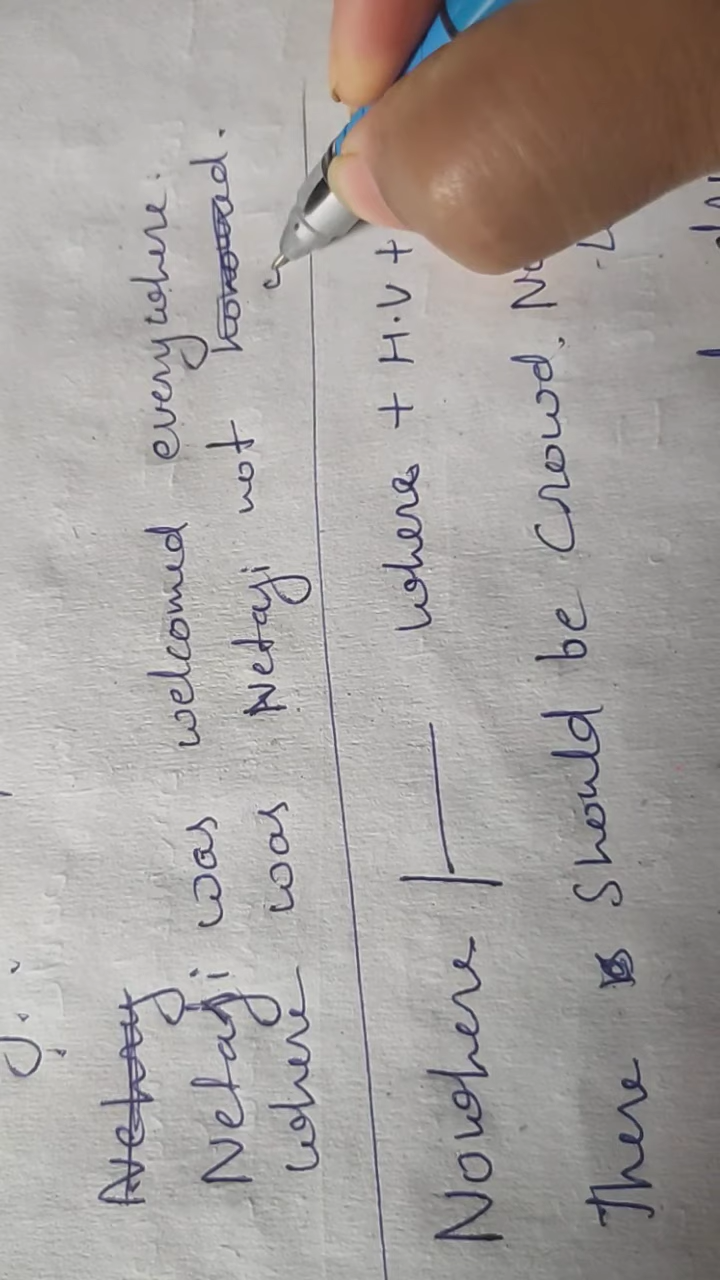 Netaji was welcomed everywhere.
where was Netaji not
Nowhere where + H.V +
There Should be Crowd.